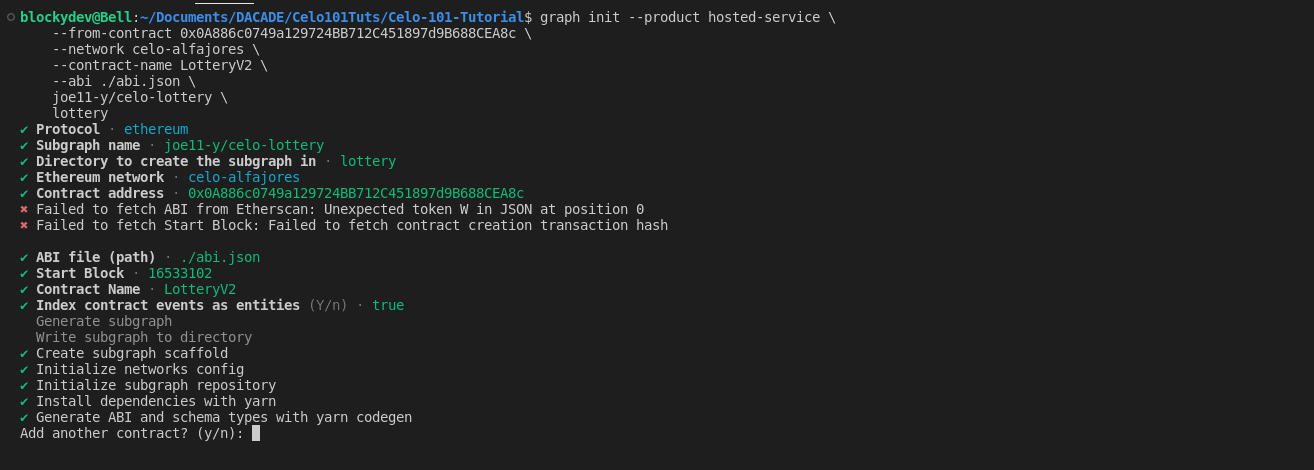 blockydev@Bell:~/Documents/DACADE/Celo101Tuts/Celo-101-Tutorial$ graph init --product hosted-service \
--from-contract 0x0A886c0749a129724BB712C451897d9B688CEA8c \
--network celo-alfajores \
--contract-name LotteryV2 \
--abi ./abi.json \
joe11-y/celo-lottery \
lottery
✔ Protocol · ethereum
✔ Subgraph name · joe11-y/celo-lottery
✔ Directory to create the subgraph in · lottery
✔ Ethereum network · celo-alfajores
✔ Contract address · 0x0A886c0749a129724BB712C451897d9B688CEA8c
✖ Failed to fetch ABI from Etherscan: Unexpected token W in JSON at position 0
✖ Failed to fetch Start Block: Failed to fetch contract creation transaction hash
✔ ABI file (path) · ./abi.json
✔ Start Block · 16533102
✔ Contract Name · LotteryV2
✔ Index contract events as entities (Y/n) · true
Generate subgraph
Write subgraph to directory
✔ Create subgraph scaffold
✔ Initialize networks config
✔ Initialize subgraph repository
✔ Install dependencies with yarn
✔ Generate ABI and schema types with yarn codegen
Add another contract? (y/n):